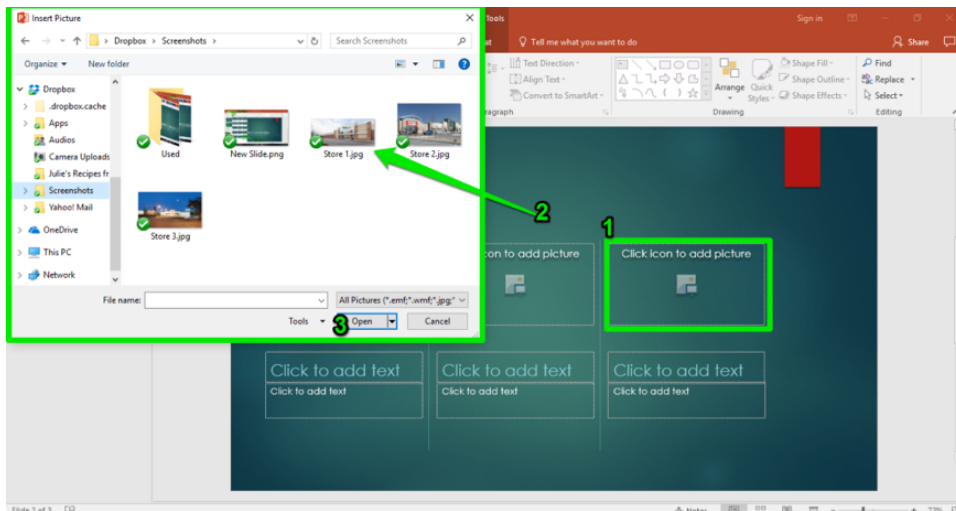 Insert Picture
Tools
Sign in
Dropbox > Screenshots >
Search Screenshots
Tell me what you want to do
Share
Organize
New folder
Text Direction
Align Text
Convert to SmartArt
Arrange
Quick Styles
Shape Fill
Shape Outline
Shape Effects
Find
Replace
Select
Drawing
Editing
Dropbox
.dropbox.cache
Apps
Audios
Camera Uploads
Julie's Recipes fr
Screenshots
Yahoo! Mail
OneDrive
This PC
Network
Used
New Slide.png
Store 1.jpg
Store 2.jpg
Store 3.jpg
File name:
All Pictures (*.emf;*.wmf;*.jpg;*
Tools
Open
Cancel
1
2
3
con to add picture
Click icon to add picture
Click to add text
Click to add text
Click to add text
Click to add text
Click to add text
Click to add text
Slide 2 of 3
Notes